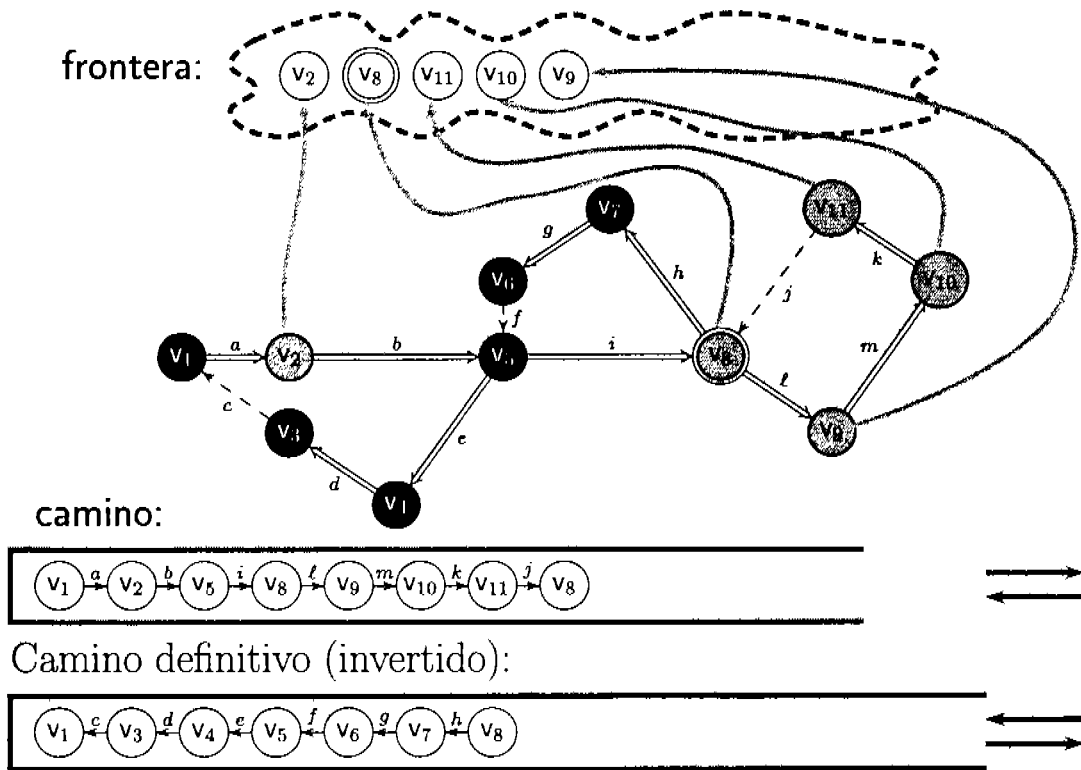 frontera: v2 v8 v11 v10 v9
v7 v11
g
v6 h k v10
f j
v1 a v2 b v5 i v8 m
c ℓ
v3 e v9
d v1
camino:
v1 a v2 b v5 i v8 ℓ v9 m v10 k v11 j v8
Camino definitivo (invertido):
v1 c v3 d v4 e v5 f v6 g v7 h v8